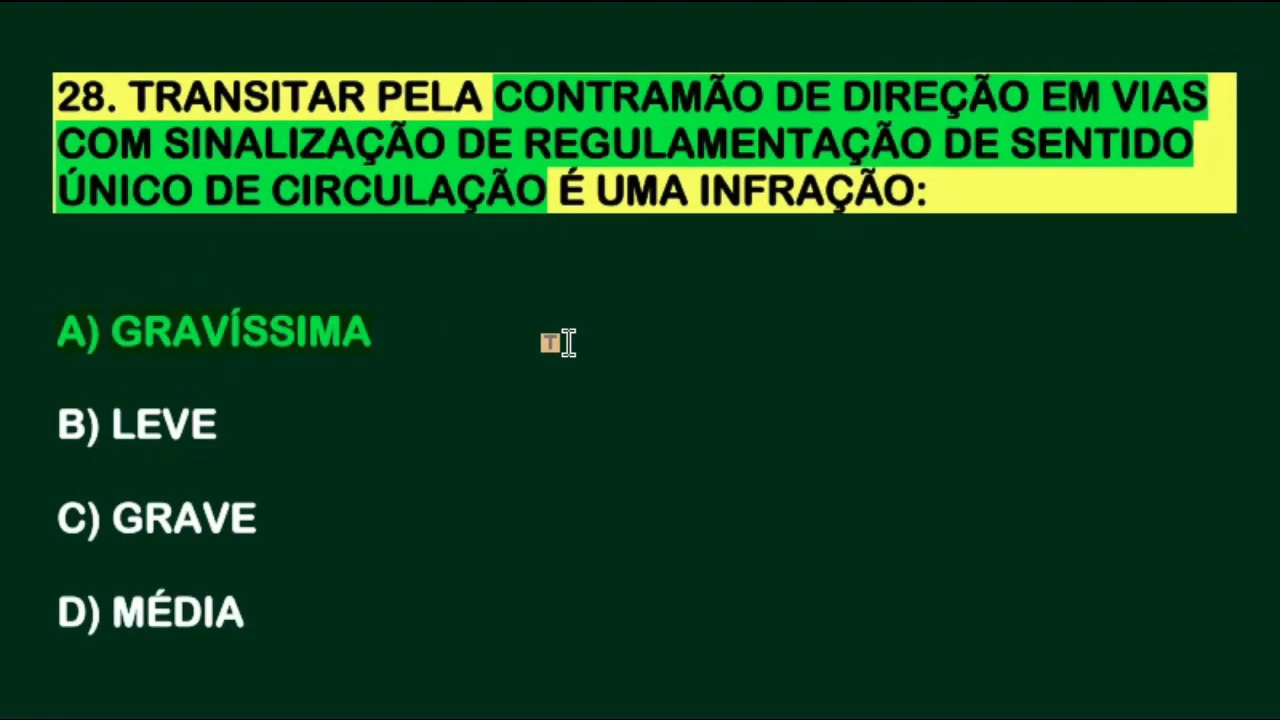 28. TRANSITAR PELA CONTRAMÃO DE DIREÇÃO EM VIAS
COM SINALIZAÇÃO DE REGULAMENTAÇÃO DE SENTIDO
ÚNICO DE CIRCULAÇÃO É UMA INFRAÇÃO:
A) GRAVÍSSIMA
T
B) LEVE
C) GRAVE
D) MÉDIA